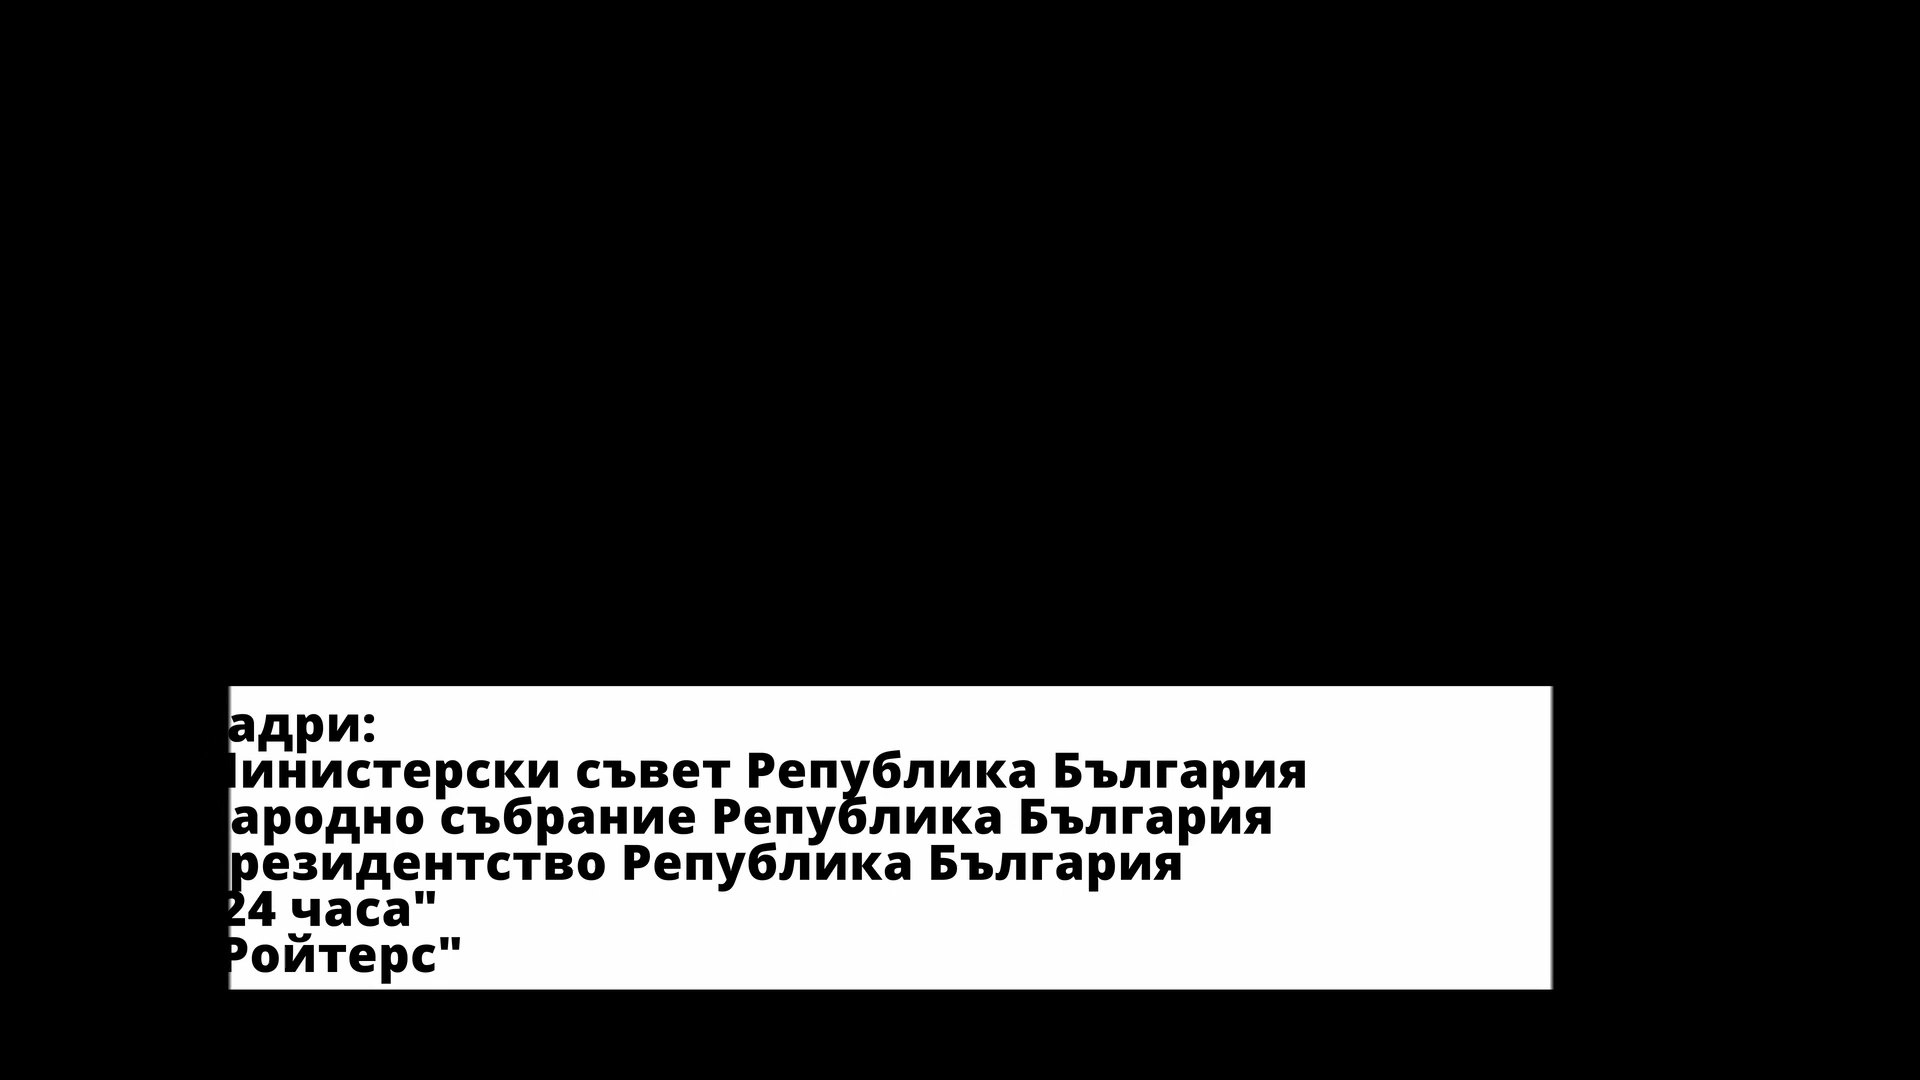 адри:
инистерски съвет Република България
ародно събрание Република България
резидентство Република България
24 часа"
Ройтерс"